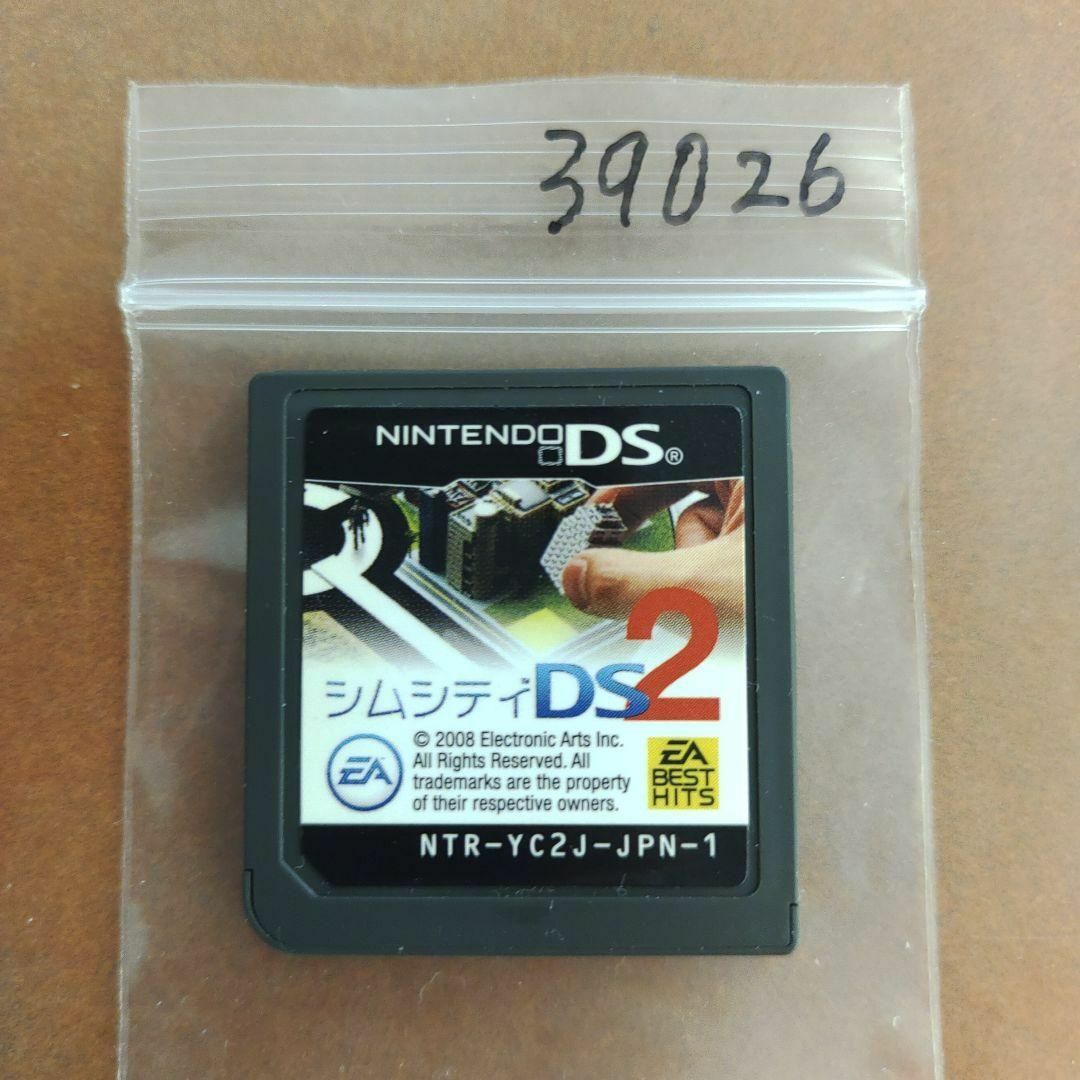 39026
NINTENDO DS®
シムシティDS2
© 2008 Electronic Arts Inc.
All Rights Reserved. All
trademarks are the property
of their respective owners.
EA
EA
BEST
HITS
NTR-YC2J-JPN-1